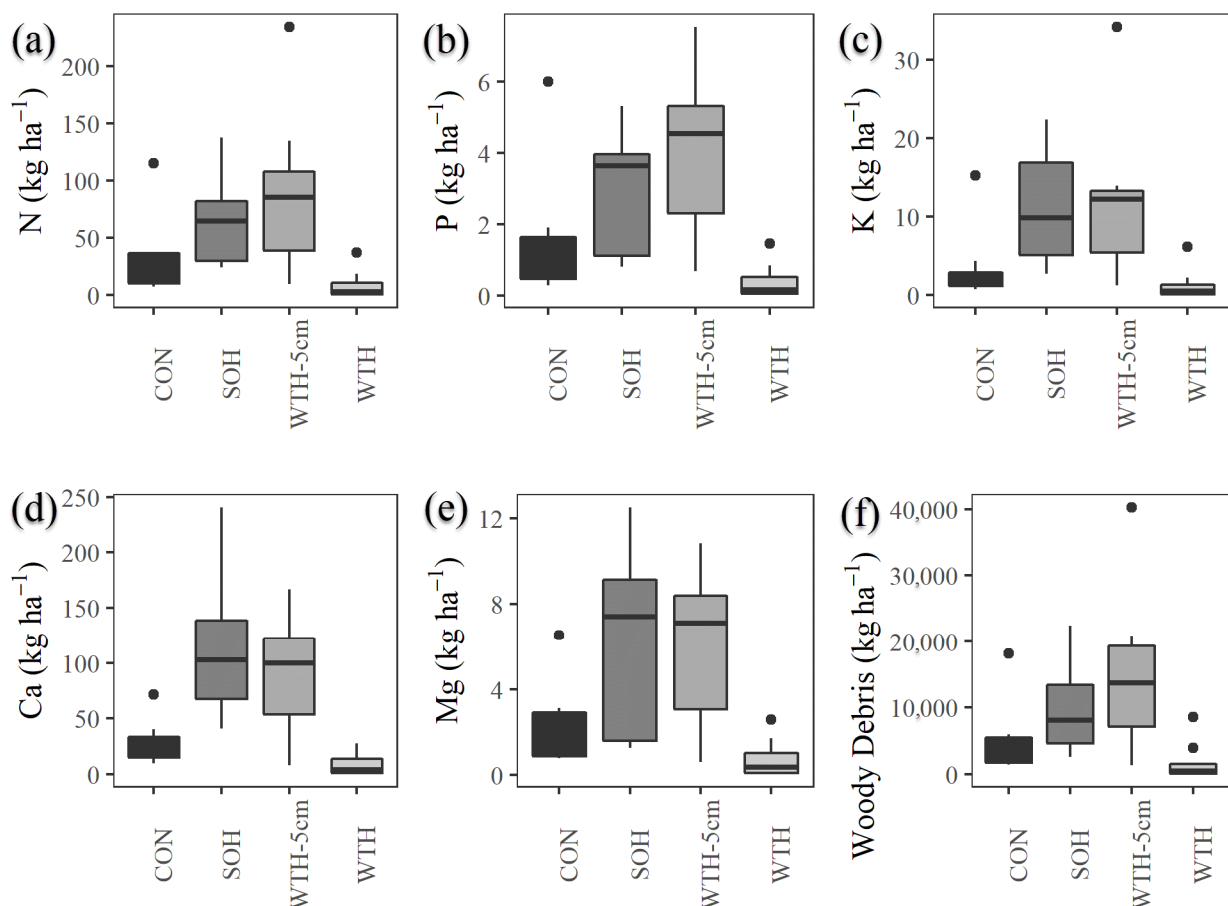 (a)
N (kg ha⁻¹)
200
150
100
50
0
CON
SOH
WTH-5cm
WTH
(b)
P (kg ha⁻¹)
6
4
2
0
CON
SOH
WTH-5cm
WTH
(c)
K (kg ha⁻¹)
30
20
10
0
CON
SOH
WTH-5cm
WTH
(d)
Ca (kg ha⁻¹)
250
200
150
100
50
0
CON
SOH
WTH-5cm
WTH
(e)
Mg (kg ha⁻¹)
12
8
4
0
CON
SOH
WTH-5cm
WTH
(f)
Woody Debris (kg ha⁻¹)
40,000
30,000
20,000
10,000
0
CON
SOH
WTH-5cm
WTH